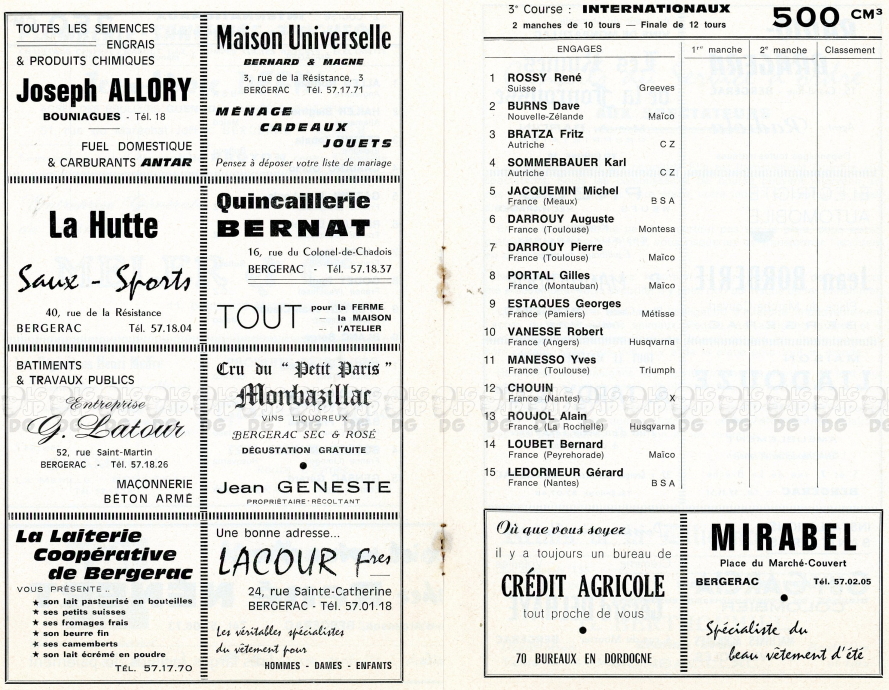 TOUTES LES SEMENCES
ENGRAIS
& PRODUITS CHIMIQUES
Joseph ALLORY
BOUNIAGUES - Tél. 18
FUEL DOMESTIQUE
& CARBURANTS ANTAR
Maison Universelle
BERNARD & MAGNE
3, rue de la Résistance, 3
BERGERAC Tél. 57.17.71
MÉNAGE
CADEAUX
JOUETS
Pensez à déposer votre liste de mariage
La Hutte
Saux - Sports
40, rue de la Résistance
BERGERAC Tél. 57.18.04
Quincaillerie
BERNAT
16, rue du Colonel-de-Chadois
BERGERAC - Tél. 57.18.37
TOUT pour la FERME
— la MAISON
— l'ATELIER
BATIMENTS
& TRAVAUX PUBLICS
Entreprise
G. Latour
52, rue Saint-Martin
BERGERAC - Tél. 57.18.26
MAÇONNERIE
BÉTON ARMÉ
Cru du " Petit Paris "
Monbazillac
VINS LIQUOREUX
BERGERAC SEC & ROSÉ
DÉGUSTATION GRATUITE
Jean GENESTE
PROPRIÉTAIRE-RÉCOLTANT
La Laiterie
Coopérative
de Bergerac
VOUS PRÉSENTE ..
★ son lait pasteurisé en bouteilles
★ ses petits suisses
★ ses fromages frais
★ son beurre fin
★ ses camemberts
★ son lait écrémé en poudre
TÉL. 57.17.70
Une bonne adresse...
LACOUR Fres
24, rue Sainte-Catherine
BERGERAC - Tél. 57.01.18
Les véritables spécialistes
du vêtement pour
HOMMES - DAMES - ENFANTS
3e Course : INTERNATIONAUX 500 CM3
2 manches de 10 tours — Finale de 12 tours
ENGAGES 1re manche 2e manche Classement
1 ROSSY René
Suisse Greeves
2 BURNS Dave
Nouvelle-Zélande Maïco
3 BRATZA Fritz
Autriche C Z
4 SOMMERBAUER Karl
Autriche C Z
5 JACQUEMIN Michel
France (Meaux) B S A
6 DARROUY Auguste
France (Toulouse) Montesa
7 DARROUY Pierre
France (Toulouse) Maïco
8 PORTAL Gilles
France (Montauban) Maïco
9 ESTAQUES Georges
France (Pamiers) Métisse
10 VANESSE Robert
France (Angers) Husqvarna
11 MANESSO Yves
France (Toulouse) Triumph
12 CHOUIN
France (Nantes) X
13 ROUJOL Alain
France (La Rochelle) Husqvarna
14 LOUBET Bernard
France (Peyrehorade) Maïco
15 LEDORMEUR Gérard
France (Nantes) B S A
Où que vous soyez
il y a toujours un bureau de
CRÉDIT AGRICOLE
tout proche de vous
70 BUREAUX EN DORDOGNE
MIRABEL
Place du Marché-Couvert
BERGERAC Tél. 57.02.05
Spécialiste du
beau vêtement d'été